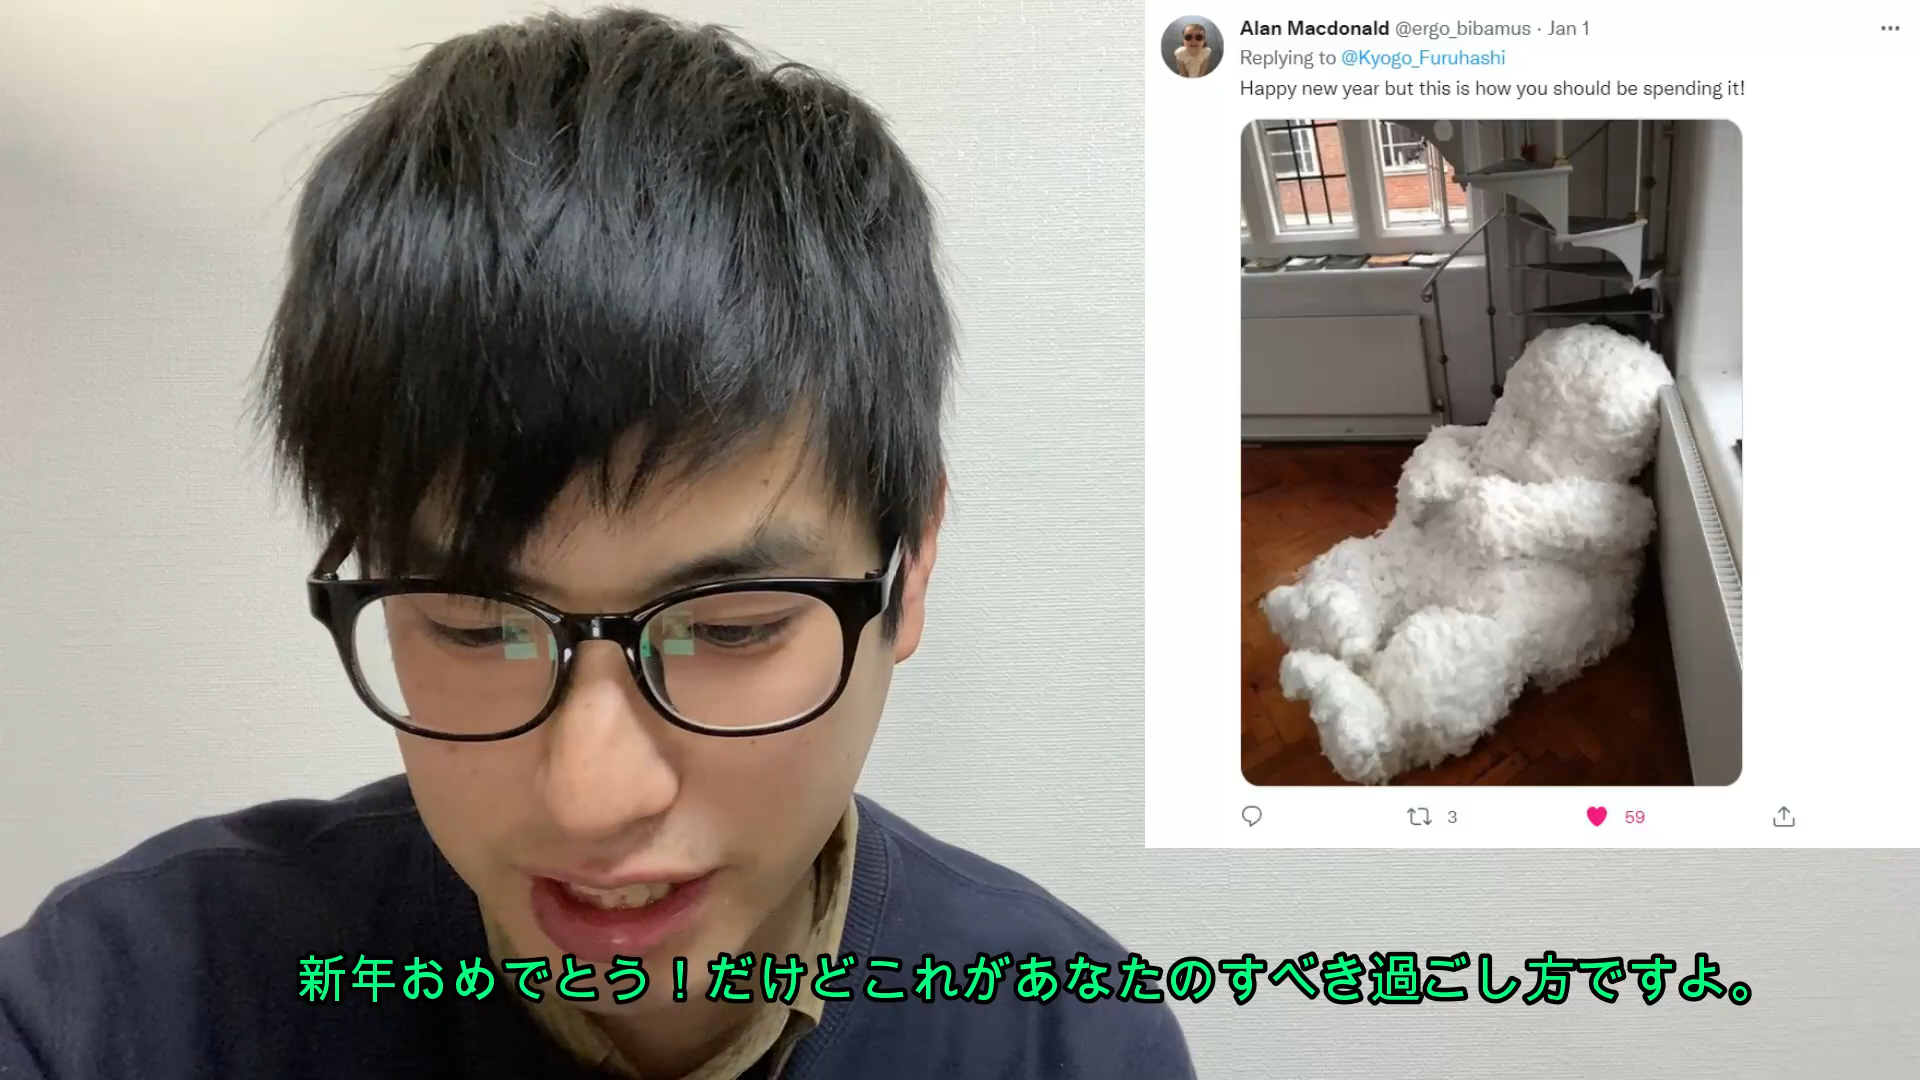 Alan Macdonald @ergo_bibamus · Jan 1
Replying to @Kyogo_Furuhashi
Happy new year but this is how you should be spending it!
3 59
新年おめでとう！だけどこれがあなたのすべき過ごし方ですよ。